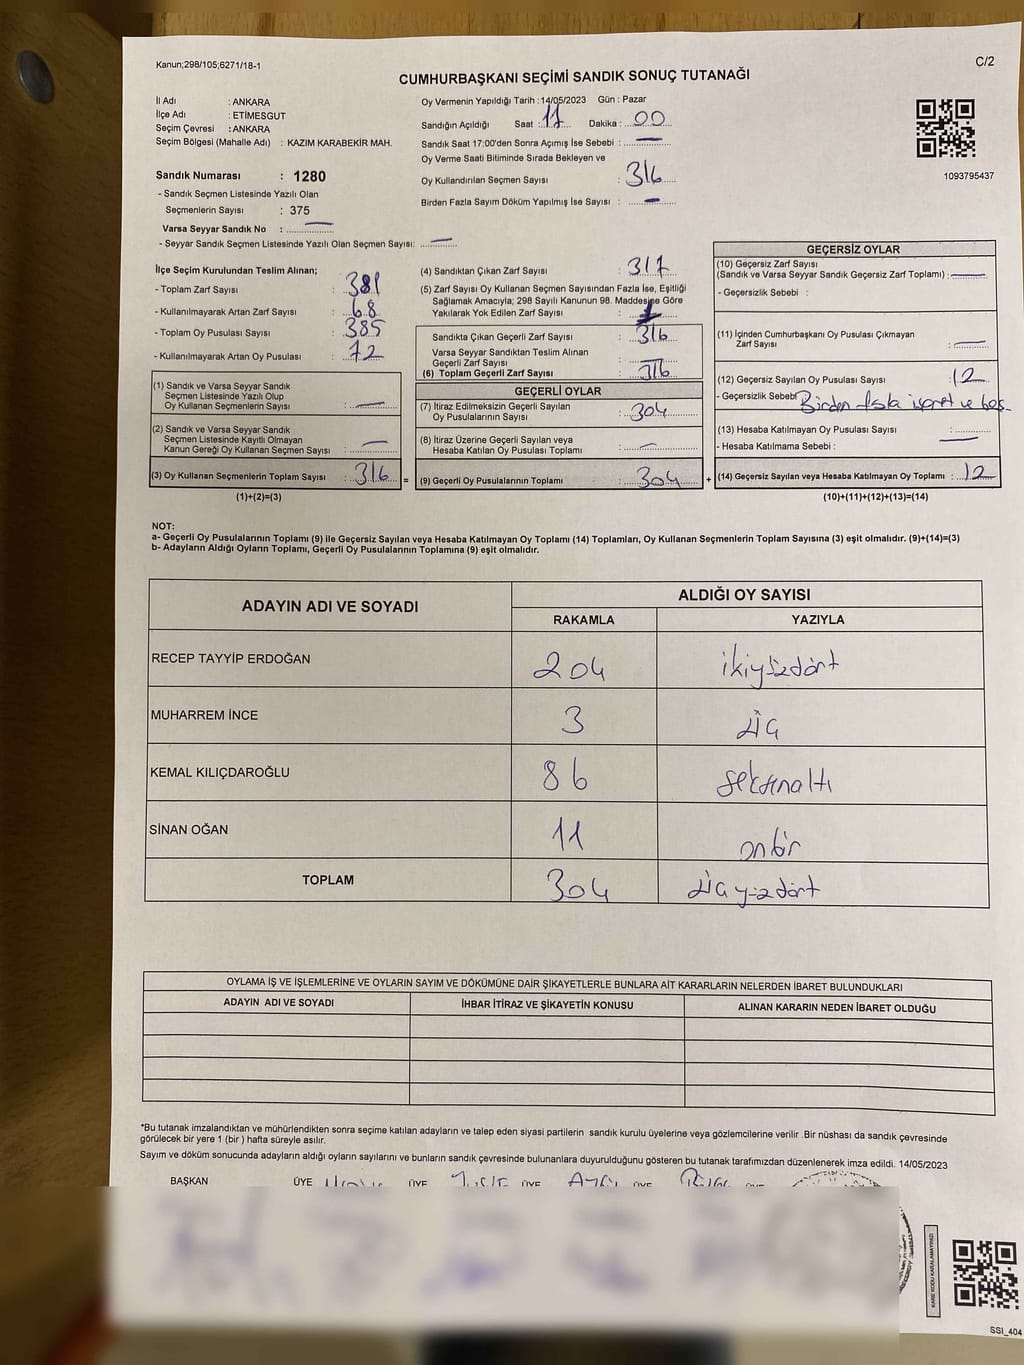 Kanun;298/105;6271/18-1
C/2
CUMHURBAŞKANI SEÇİMİ SANDIK SONUÇ TUTANAĞI
İl Adı : ANKARA
İlçe Adı : ETİMESGUT
Seçim Çevresi : ANKARA
Seçim Bölgesi (Mahalle Adı) : KAZIM KARABEKİR MAH.
Sandık Numarası : 1280
- Sandık Seçmen Listesinde Yazılı Olan
Seçmenlerin Sayısı : 375
Varsa Seyyar Sandık No : —
- Seyyar Sandık Seçmen Listesinde Yazılı Olan Seçmen Sayısı: —
Oy Vermenin Yapıldığı Tarih :14/05/2023 Gün : Pazar
Sandığın Açıldığı Saat : 17 Dakika : 00
Sandık Saat 17:00'den Sonra Açımış İse Sebebi : —
Oy Verme Saati Bitiminde Sırada Bekleyen ve
Oy Kullandırılan Seçmen Sayısı : 316
Birden Fazla Sayım Döküm Yapılmış İse Sayısı : —
1093795437
İlçe Seçim Kurulundan Teslim Alınan;
- Toplam Zarf Sayısı : 381
- Kullanılmayarak Artan Zarf Sayısı : 68
- Toplam Oy Pusulası Sayısı : 385
- Kullanılmayarak Artan Oy Pusulası : 72
(1) Sandık ve Varsa Seyyar Sandık
Seçmen Listesinde Yazılı Olup
Oy Kullanan Seçmenlerin Sayısı : —
(2) Sandık ve Varsa Seyyar Sandık
Seçmen Listesinde Kayıtlı Olmayan
Kanun Gereği Oy Kullanan Seçmen Sayısı : —
(3) Oy Kullanan Seçmenlerin Toplam Sayısı : 316 =
(1)+(2)=(3)
(4) Sandıktan Çıkan Zarf Sayısı : 317
(5) Zarf Sayısı Oy Kullanan Seçmen Sayısından Fazla İse, Eşitliği
Sağlamak Amacıyla; 298 Sayılı Kanunun 98. Maddesine Göre
Yakılarak Yok Edilen Zarf Sayısı : 1
Sandıkta Çıkan Geçerli Zarf Sayısı : 316
Varsa Seyyar Sandıktan Teslim Alınan
Geçerli Zarf Sayısı :
(6) Toplam Geçerli Zarf Sayısı : 316
GEÇERLİ OYLAR
(7) İtiraz Edilmeksizin Geçerli Sayılan
Oy Pusulalarının Sayısı : 304
(8) İtiraz Üzerine Geçerli Sayılan veya
Hesaba Katılan Oy Pusulası Toplamı : —
(9) Geçerli Oy Pusulalarının Toplamı : 304 +
GEÇERSİZ OYLAR
(10) Geçersiz Zarf Sayısı
(Sandık ve Varsa Seyyar Sandık Geçersiz Zarf Toplamı) : —
- Geçersizlik Sebebi :
(11) İçinden Cumhurbaşkanı Oy Pusulası Çıkmayan
Zarf Sayısı : —
(12) Geçersiz Sayılan Oy Pusulası Sayısı : 12
- Geçersizlik Sebebi Birden fazla işaret ve boş
(13) Hesaba Katılmayan Oy Pusulası Sayısı : —
- Hesaba Katılmama Sebebi :
(14) Geçersiz Sayılan veya Hesaba Katılmayan Oy Toplamı : 12
(10)+(11)+(12)+(13)=(14)
NOT:
a- Geçerli Oy Pusulalarının Toplamı (9) ile Geçersiz Sayılan veya Hesaba Katılmayan Oy Toplamı (14) Toplamları, Oy Kullanan Seçmenlerin Toplam Sayısına (3) eşit olmalıdır. (9)+(14)=(3)
b- Adayların Aldığı Oyların Toplamı, Geçerli Oy Pusulalarının Toplamına (9) eşit olmalıdır.
ADAYIN ADI VE SOYADI
ALDIĞI OY SAYISI
RAKAMLA YAZIYLA
RECEP TAYYİP ERDOĞAN 204 ikiyüzdört
MUHARREM İNCE 3 üç
KEMAL KILIÇDAROĞLU 86 seksenaltı
SİNAN OĞAN 11 onbir
TOPLAM 304 üçyüzdört
OYLAMA İŞ VE İŞLEMLERİNE VE OYLARIN SAYIM VE DÖKÜMÜNE DAİR ŞİKAYETLERLE BUNLARA AİT KARARLARIN NELERDEN İBARET BULUNDUKLARI
ADAYIN ADI VE SOYADI İHBAR İTİRAZ VE ŞİKAYETİN KONUSU ALINAN KARARIN NEDEN İBARET OLDUĞU
*Bu tutanak imzalandıktan ve mühürlendikten sonra seçime katılan adayların ve talep eden siyasi partilerin sandık kurulu üyelerine veya gözlemcilerine verilir .Bir nüshası da sandık çevresinde
görülecek bir yere 1 (bir ) hafta süreyle asılır.
Sayım ve döküm sonucunda adayların aldığı oyların sayılarını ve bunların sandık çevresinde bulunanlara duyurulduğunu gösteren bu tutanak tarafımızdan düzenlenerek imza edildi. 14/05/2023
BAŞKAN ÜYE ÜYE ÜYE ÜYE ÜYE
KARE KODU KARALAMAYINIZ!
SSI_404